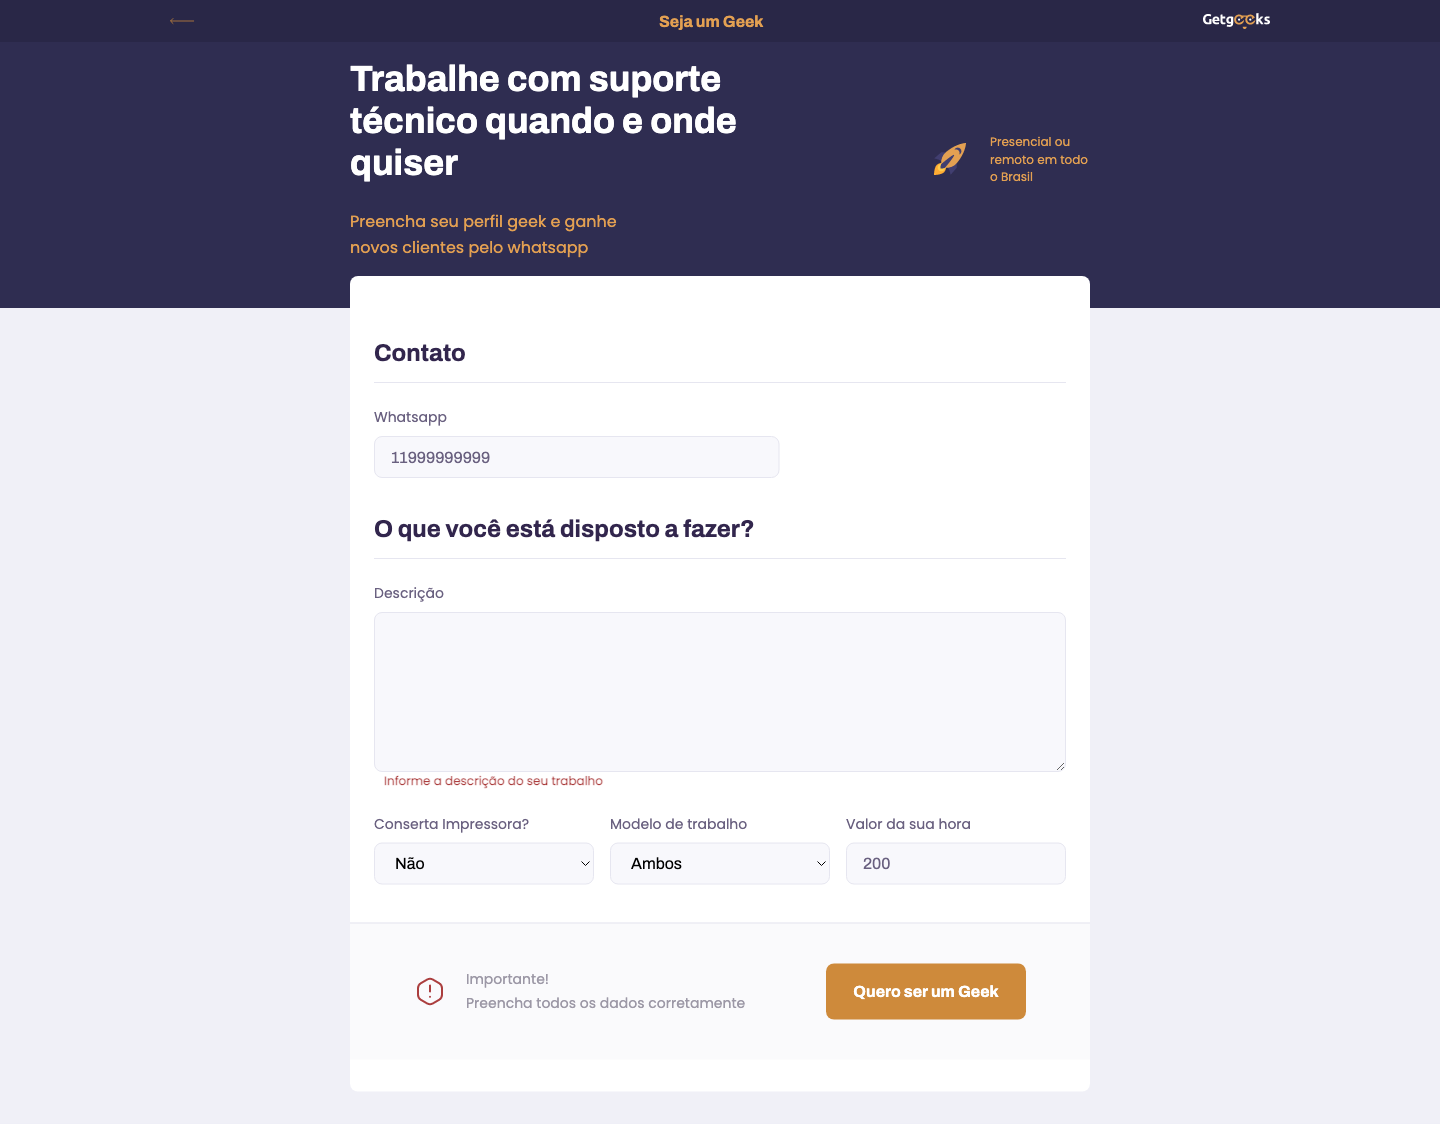 Seja um Geek
Getgeeks
Trabalhe com suporte
técnico quando e onde
quiser
Presencial ou
remoto em todo
o Brasil
Preencha seu perfil geek e ganhe
novos clientes pelo whatsapp
Contato
Whatsapp
11999999999
O que você está disposto a fazer?
Descrição
Informe a descrição do seu trabalho
Conserta Impressora?
Modelo de trabalho
Valor da sua hora
Não
Ambos
200
Importante!
Preencha todos os dados corretamente
Quero ser um Geek